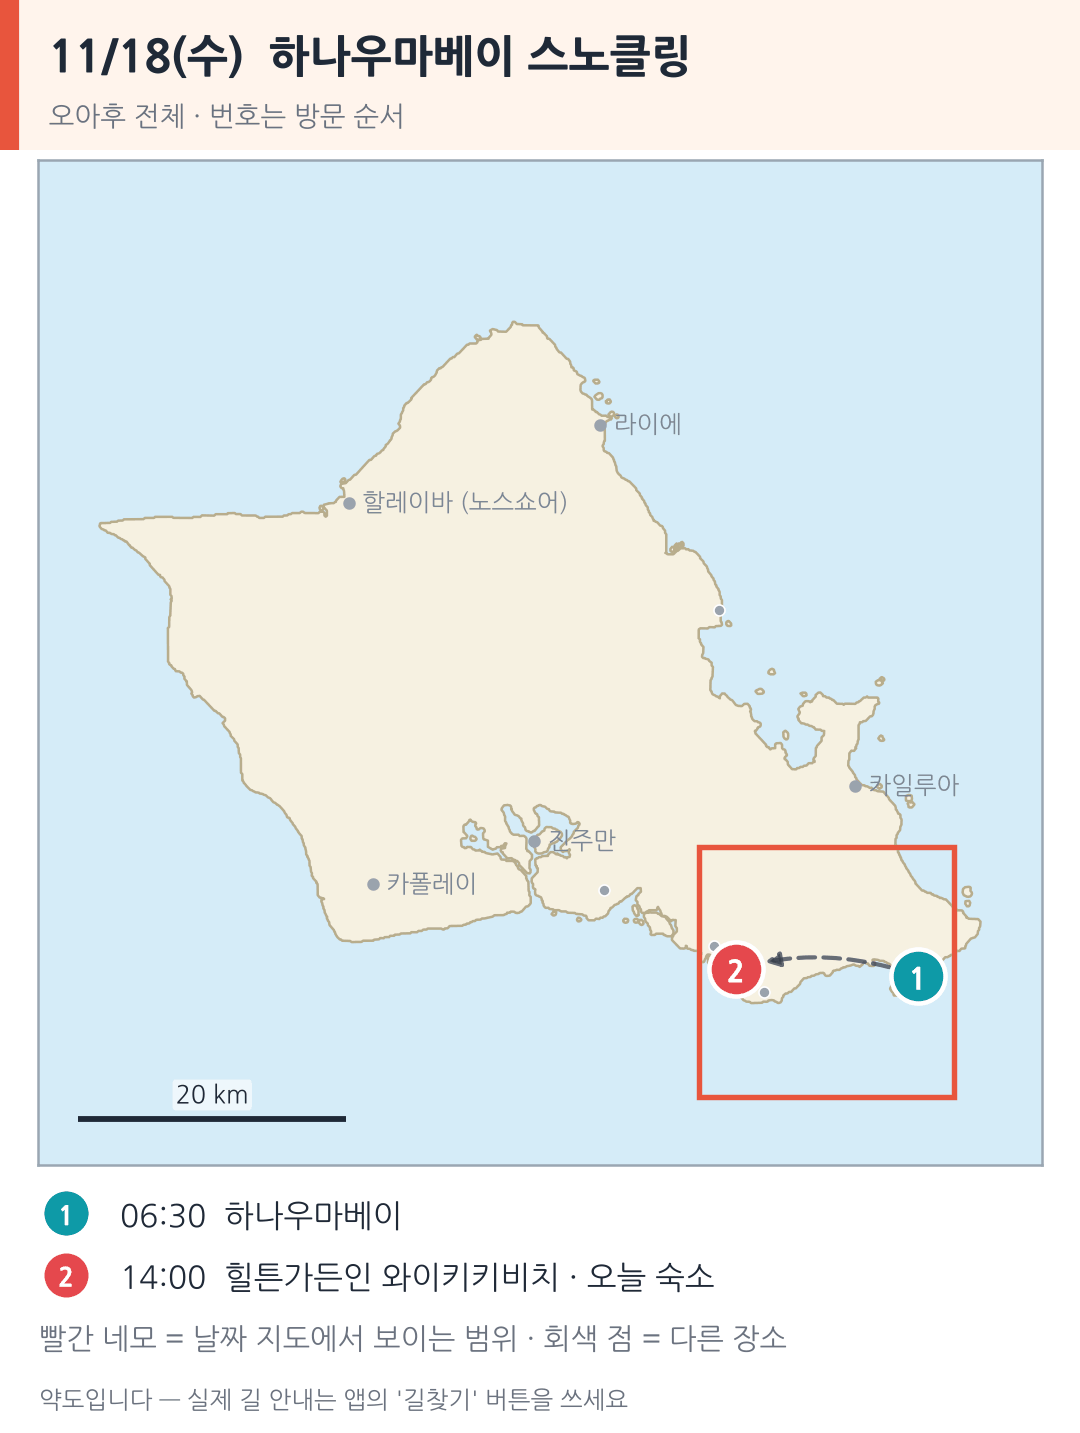 11/18(수) 하나우마베이 스노클링
오아후 전체 · 번호는 방문 순서
라이에
할레이바 (노스쇼어)
카일루아
진주만
카폴레이
2
1
20 km
1 06:30 하나우마베이
2 14:00 힐튼가든인 와이키키비치 · 오늘 숙소
빨간 네모 = 날짜 지도에서 보이는 범위 · 회색 점 = 다른 장소
약도입니다 — 실제 길 안내는 앱의 '길찾기' 버튼을 쓰세요